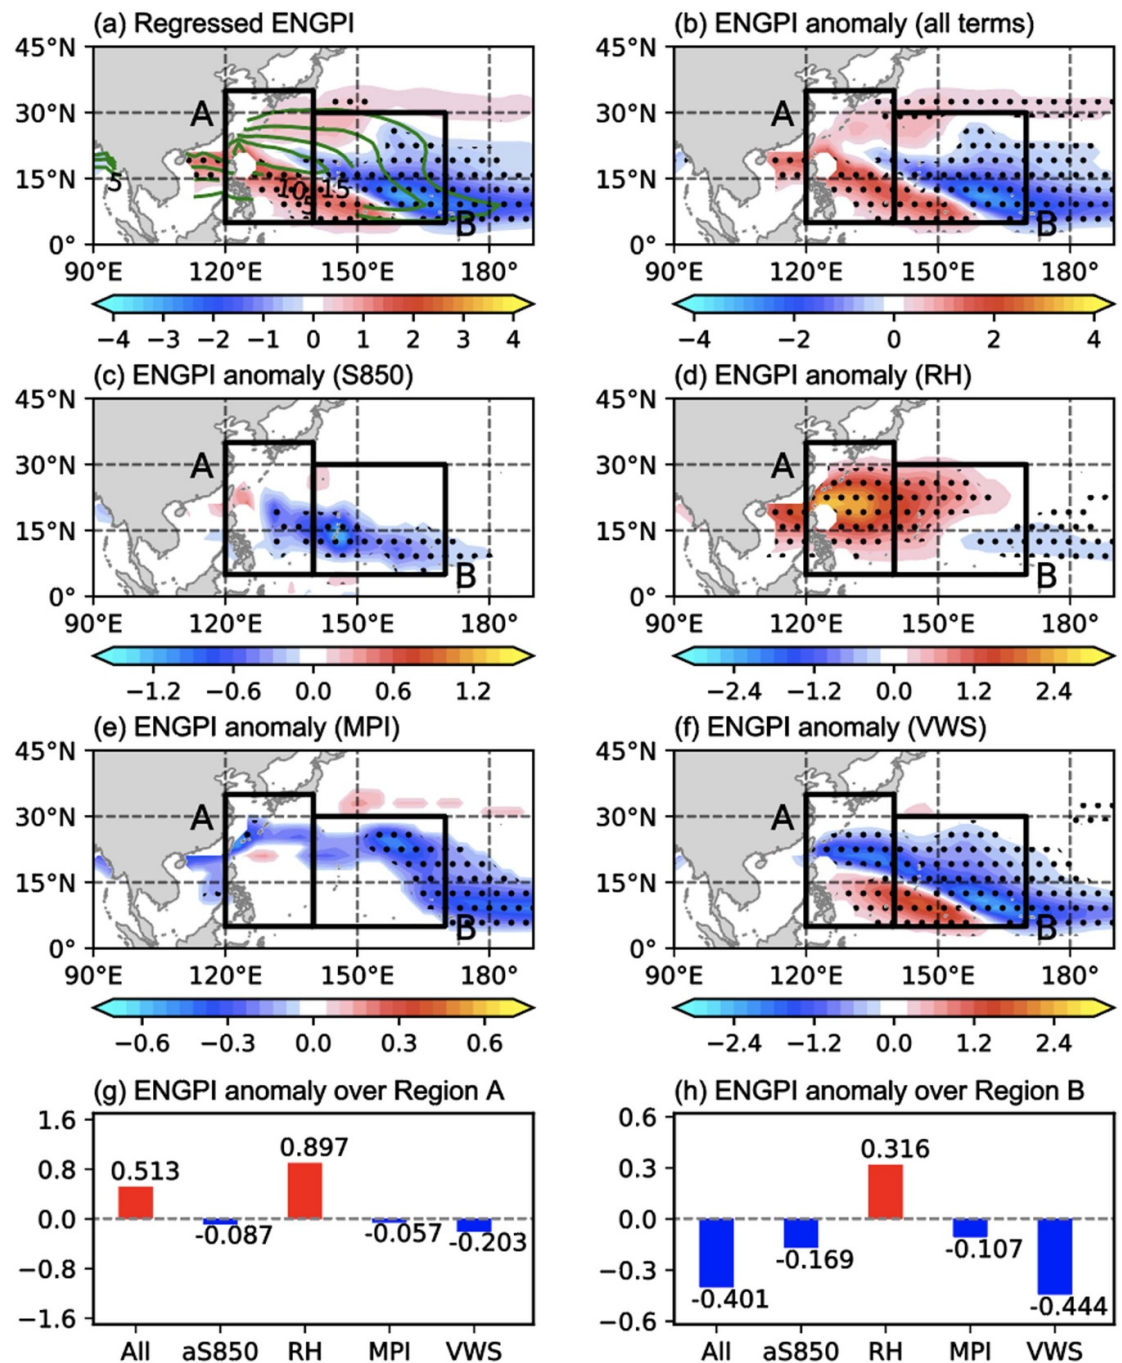 (a) Regressed ENGPI
45°N
30°N
15°N
0°
A
B
5
10
15
5
90°E
120°E
150°E
180°
−4
−3
−2
−1
0
1
2
3
4
(b) ENGPI anomaly (all terms)
45°N
30°N
15°N
0°
A
B
90°E
120°E
150°E
180°
−4
−2
0
2
4
(c) ENGPI anomaly (S850)
45°N
30°N
15°N
0°
A
B
90°E
120°E
150°E
180°
−1.2
−0.6
0.0
0.6
1.2
(d) ENGPI anomaly (RH)
45°N
30°N
15°N
0°
A
B
90°E
120°E
150°E
180°
−2.4
−1.2
0.0
1.2
2.4
(e) ENGPI anomaly (MPI)
45°N
30°N
15°N
0°
A
B
90°E
120°E
150°E
180°
−0.6
−0.3
0.0
0.3
0.6
(f) ENGPI anomaly (VWS)
45°N
30°N
15°N
0°
A
B
90°E
120°E
150°E
180°
−2.4
−1.2
0.0
1.2
2.4
(g) ENGPI anomaly over Region A
1.6
0.8
0.0
−0.8
−1.6
0.513
-0.087
0.897
-0.057
-0.203
All
aS850
RH
MPI
VWS
(h) ENGPI anomaly over Region B
0.6
0.3
0.0
−0.3
−0.6
-0.401
-0.169
0.316
-0.107
-0.444
All
aS850
RH
MPI
VWS